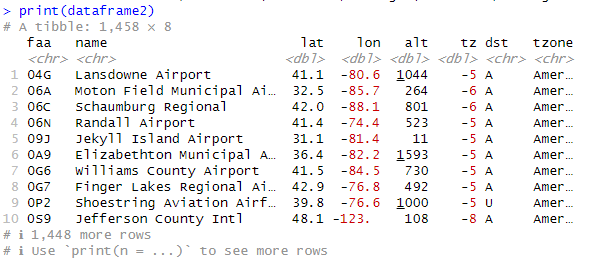 > print(dataframe2)
# A tibble: 1,458 × 8
faa name lat lon alt tz dst tzone
<chr> <chr> <dbl> <dbl> <dbl> <dbl> <chr> <chr>
1 04G Lansdowne Airport 41.1 -80.6 1044 -5 A Amer…
2 06A Moton Field Municipal Ai… 32.5 -85.7 264 -6 A Amer…
3 06C Schaumburg Regional 42.0 -88.1 801 -6 A Amer…
4 06N Randall Airport 41.4 -74.4 523 -5 A Amer…
5 09J Jekyll Island Airport 31.1 -81.4 11 -5 A Amer…
6 0A9 Elizabethton Municipal A… 36.4 -82.2 1593 -5 A Amer…
7 0G6 Williams County Airport 41.5 -84.5 730 -5 A Amer…
8 0G7 Finger Lakes Regional Ai… 42.9 -76.8 492 -5 A Amer…
9 0P2 Shoestring Aviation Airf… 39.8 -76.6 1000 -5 U Amer…
10 0S9 Jefferson County Intl 48.1 -123. 108 -8 A Amer…
# ℹ 1,448 more rows
# ℹ Use `print(n = ...)` to see more rows